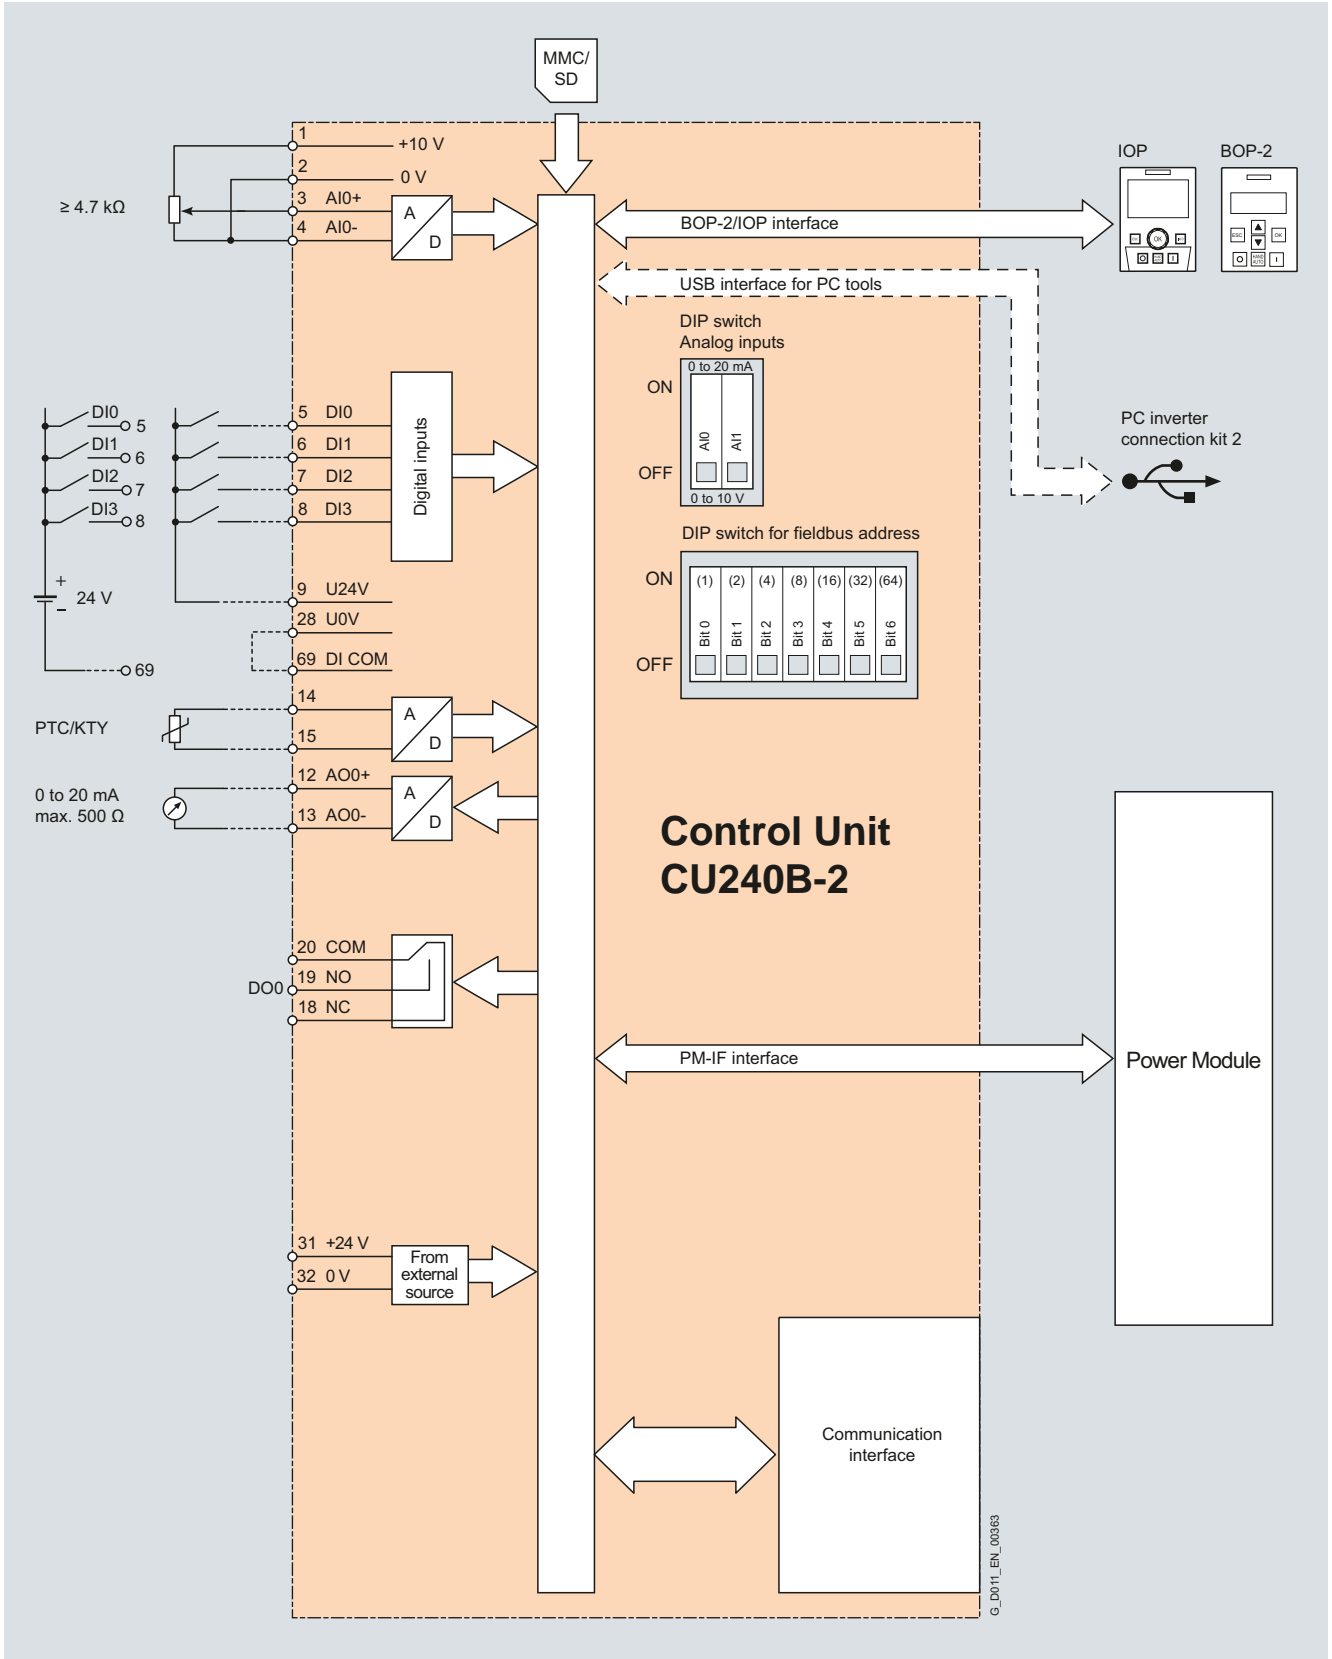 MMC/
SD
1
+10 V
2
0 V
3 AI0+
4 AI0-
≥ 4.7 kΩ
A
D
BOP-2/IOP interface
IOP
BOP-2
OK
ESC
OK
HAND
AUTO
USB interface for PC tools
DIP switch
Analog inputs
0 to 20 mA
ON
AI0
AI1
OFF
0 to 10 V
PC inverter
connection kit 2
DI0
5
DI1
6
DI2
7
DI3
8
5 DI0
6 DI1
7 DI2
8 DI3
Digital inputs
DIP switch for fieldbus address
ON
(1) (2) (4) (8) (16) (32) (64)
Bit 0 Bit 1 Bit 2 Bit 3 Bit 4 Bit 5 Bit 6
OFF
+
–
24 V
69
9 U24V
28 U0V
69 DI COM
PTC/KTY
14
15
A
D
0 to 20 mA
max. 500 Ω
12 AO0+
13 AO0-
A
D
Control Unit
CU240B-2
DO0
20 COM
19 NO
18 NC
PM-IF interface
Power Module
31 +24 V
32 0 V
From
external
source
Communication
interface
G_D011_EN_00363